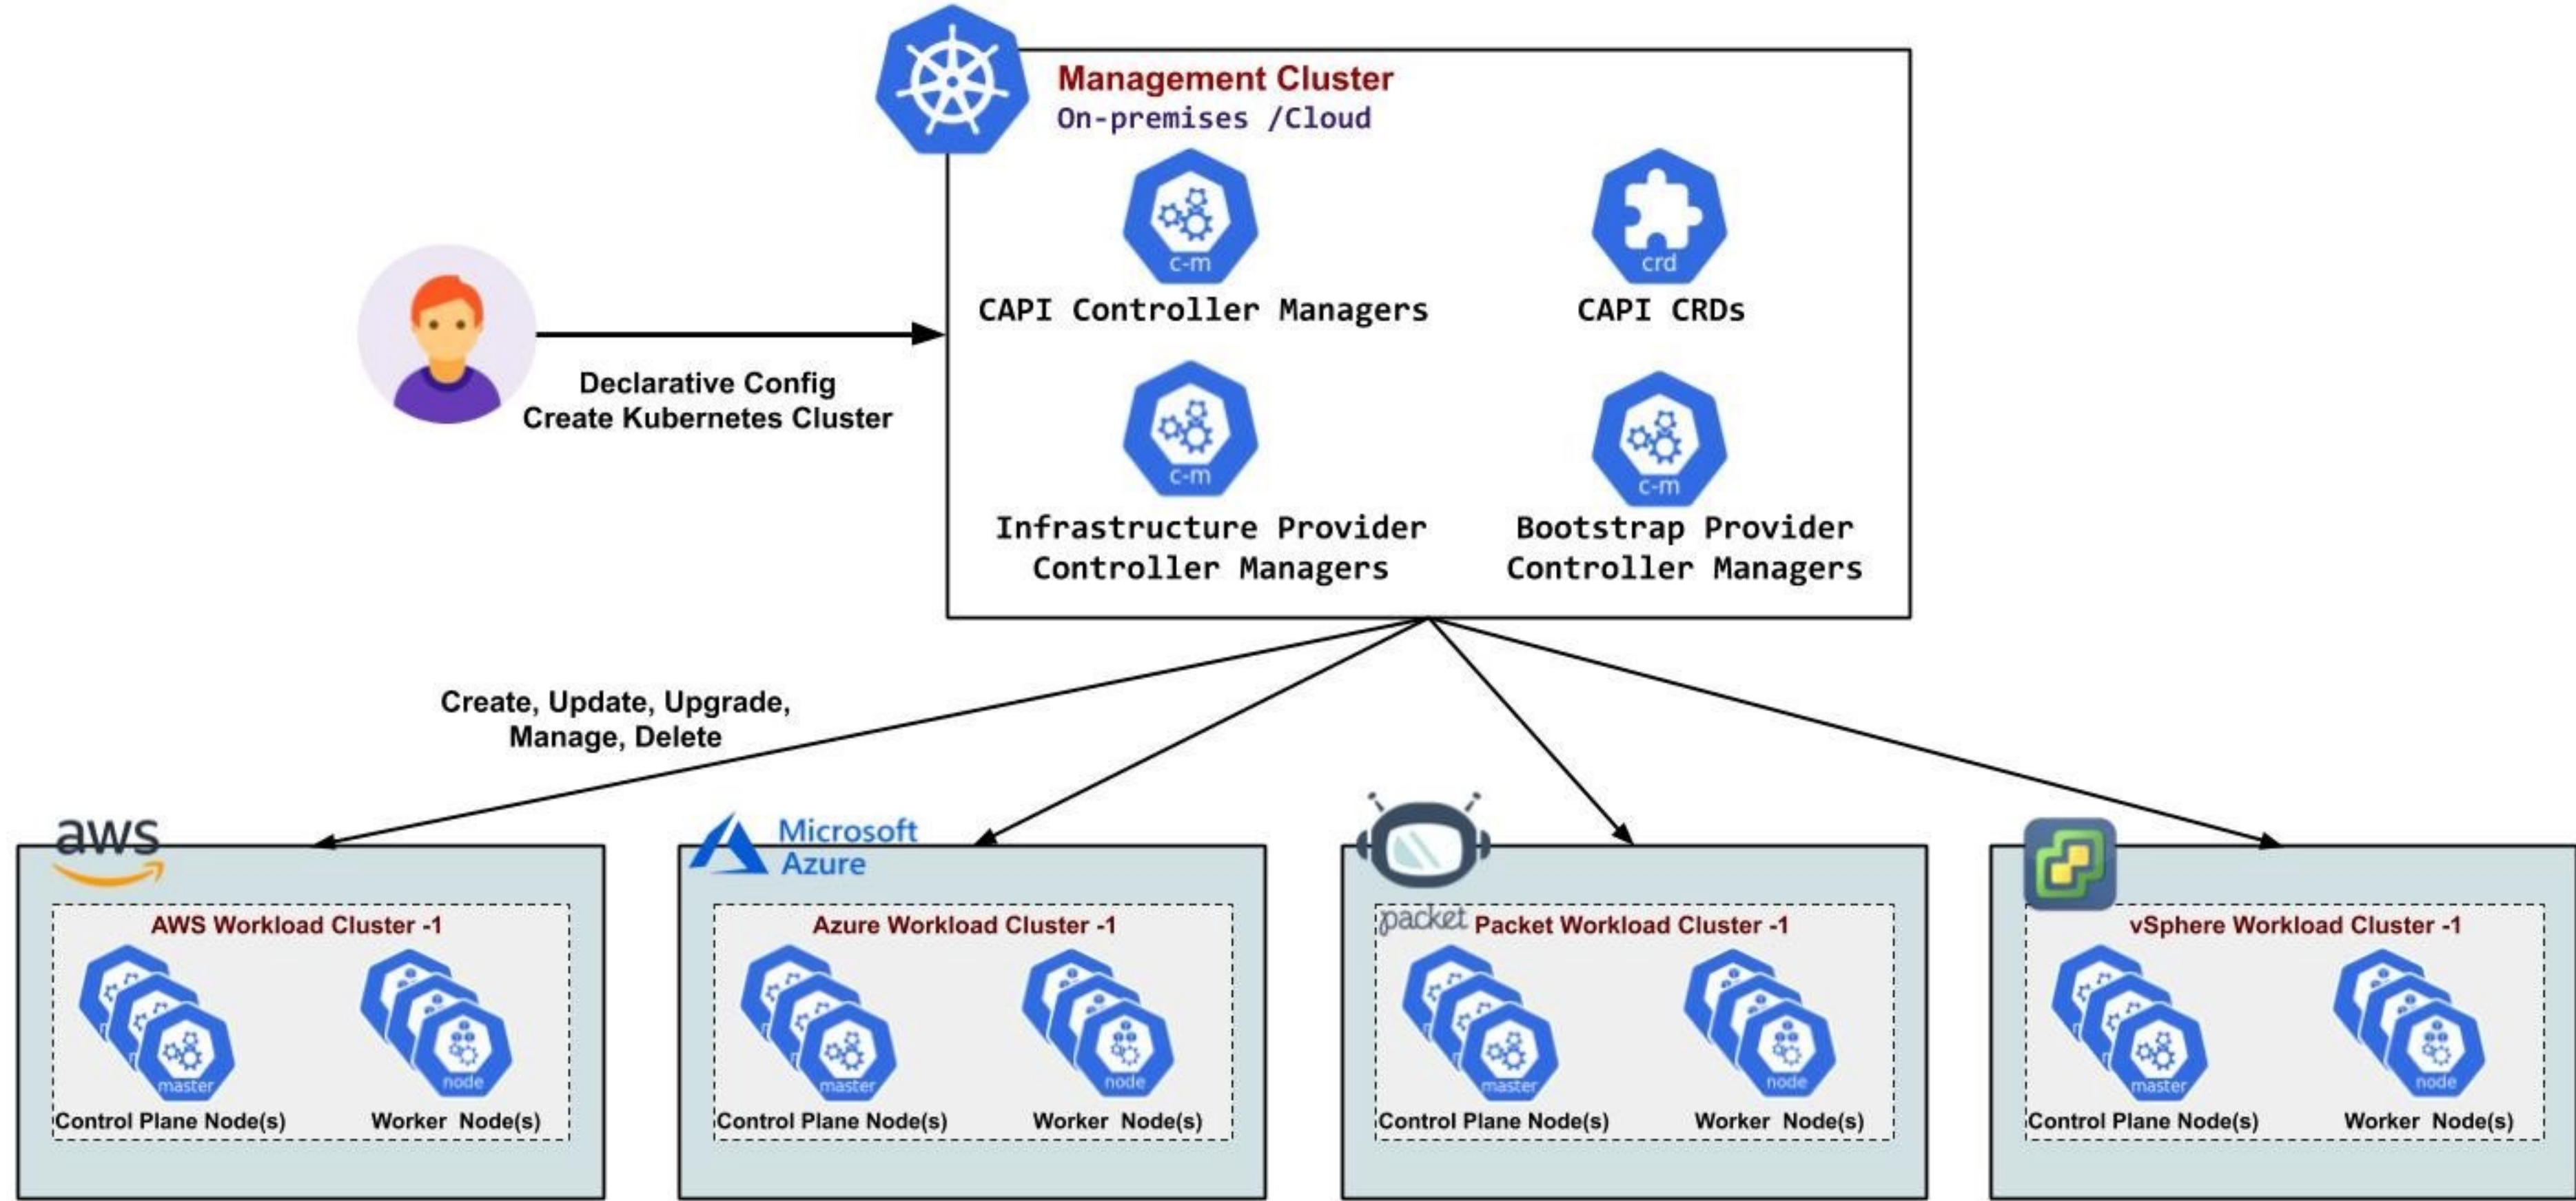 Management Cluster
On-premises /Cloud
c-m
crd
CAPI Controller Managers
CAPI CRDs
Declarative Config
Create Kubernetes Cluster
c-m
c-m
Infrastructure Provider
Controller Managers
Bootstrap Provider
Controller Managers
Create, Update, Upgrade,
Manage, Delete
aws
AWS Workload Cluster -1
master
node
Control Plane Node(s)
Worker Node(s)
Microsoft
Azure
Azure Workload Cluster -1
master
node
Control Plane Node(s)
Worker Node(s)
packet
Packet Workload Cluster -1
master
node
Control Plane Node(s)
Worker Node(s)
vSphere Workload Cluster -1
master
node
Control Plane Node(s)
Worker Node(s)